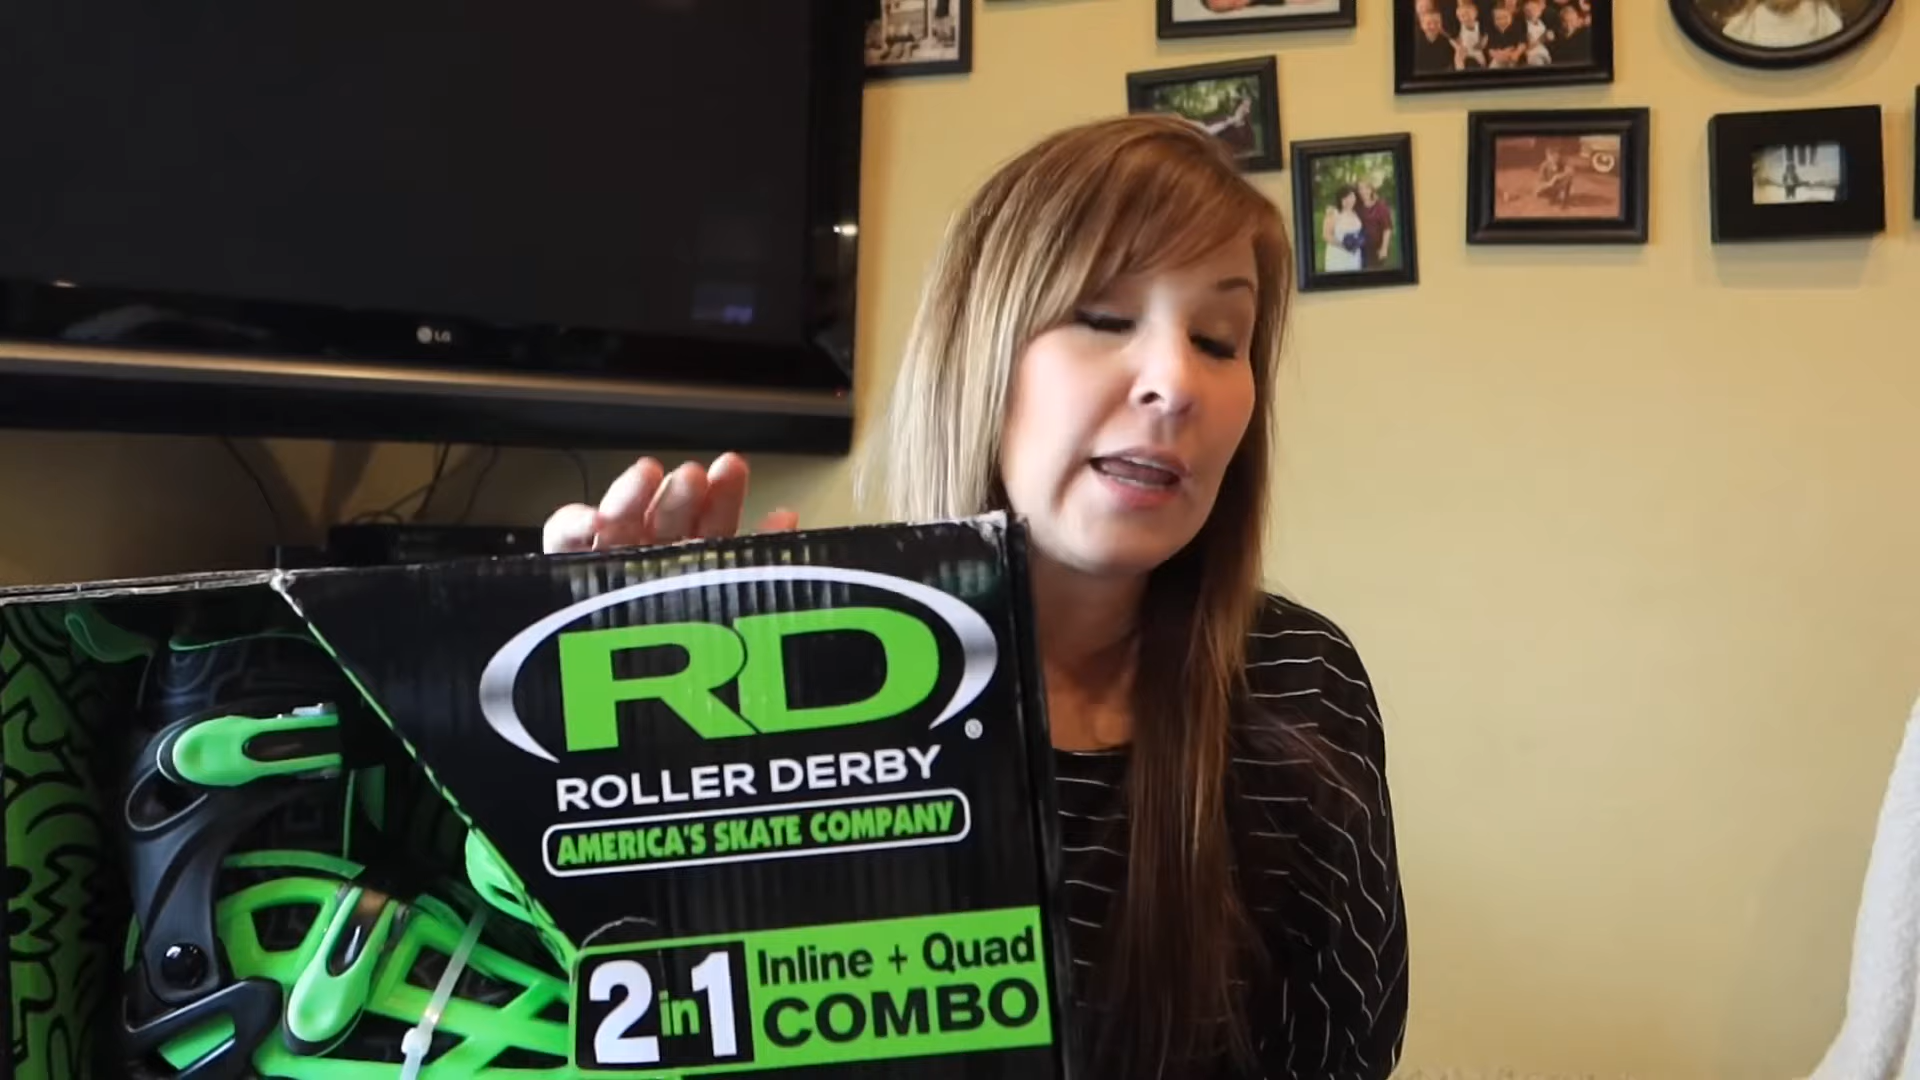 LG
RD
®
ROLLER DERBY
AMERICA'S SKATE COMPANY
2in1
Inline + Quad
COMBO